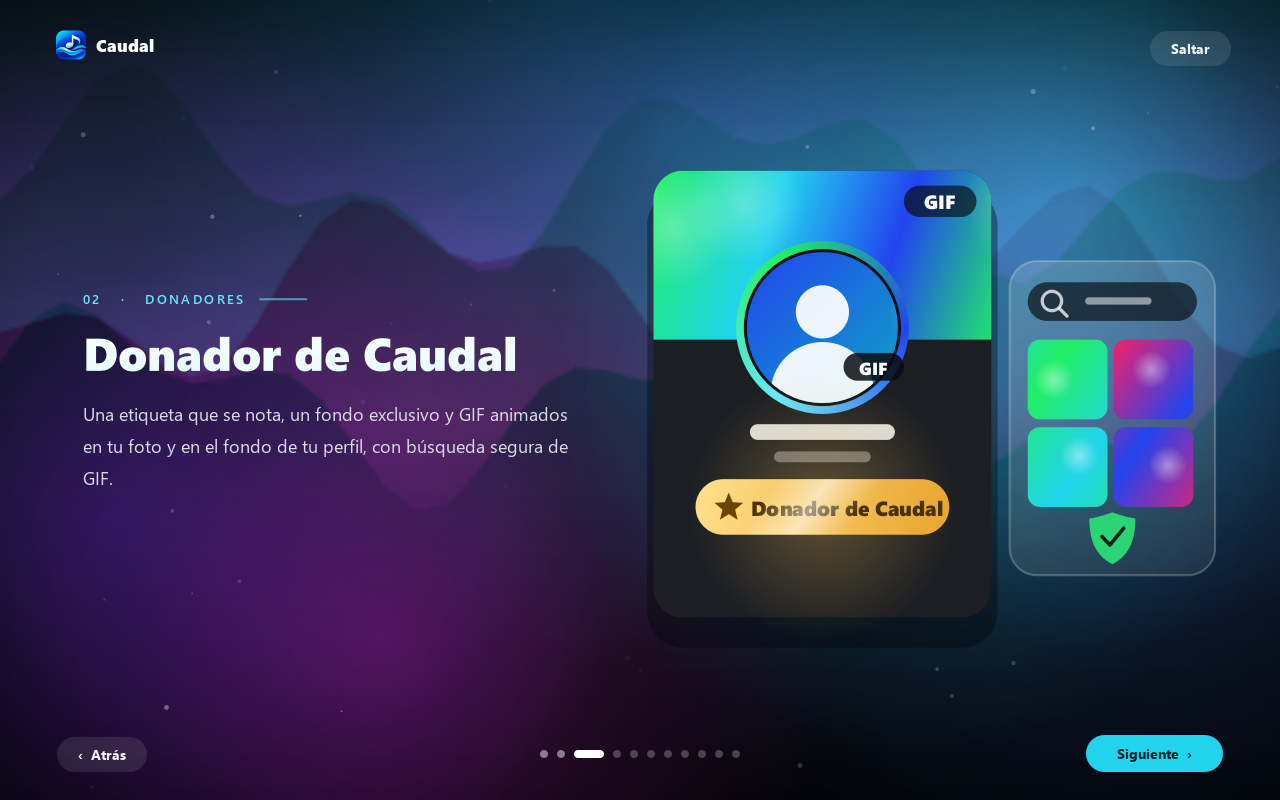 Caudal
Saltar
02 · DONADORES
Donador de Caudal
Una etiqueta que se nota, un fondo exclusivo y GIF animados
en tu foto y en el fondo de tu perfil, con búsqueda segura de
GIF.
GIF
GIF
Donador de Caudal
‹ Atrás
Siguiente ›